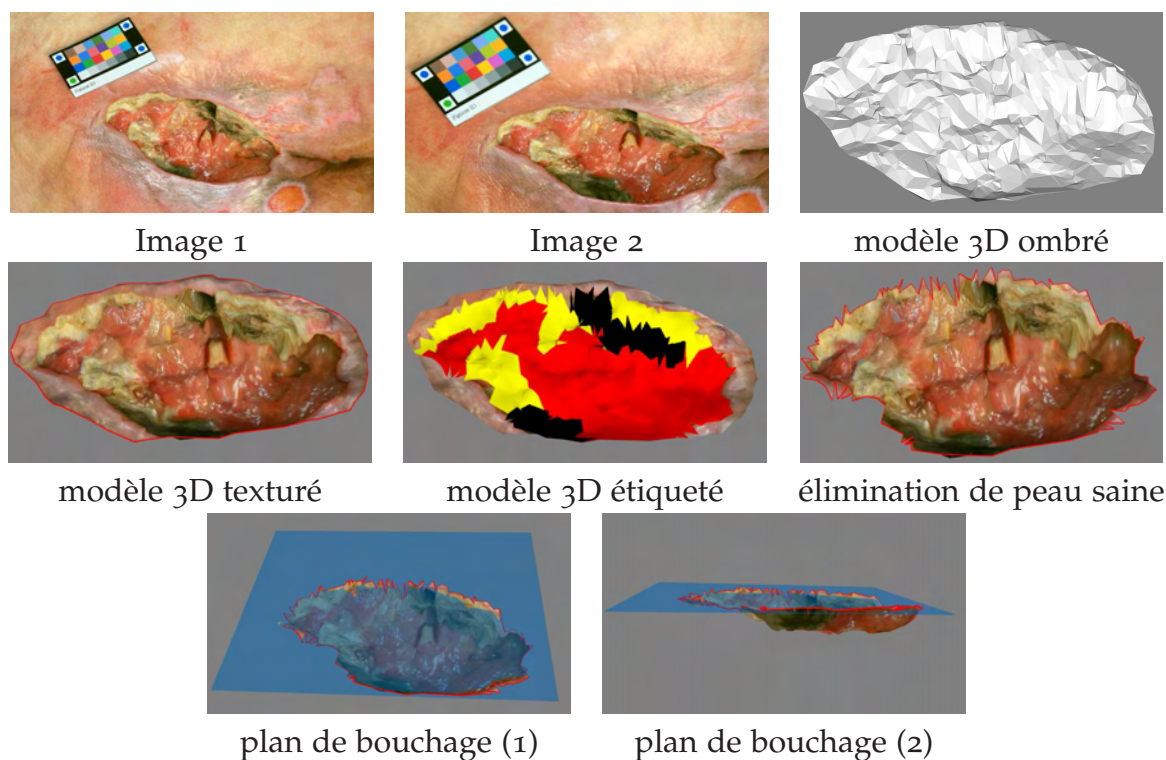 Image 1
Image 2
modèle 3D ombré
modèle 3D texturé
modèle 3D étiqueté
élimination de peau saine
plan de bouchage (1)
plan de bouchage (2)